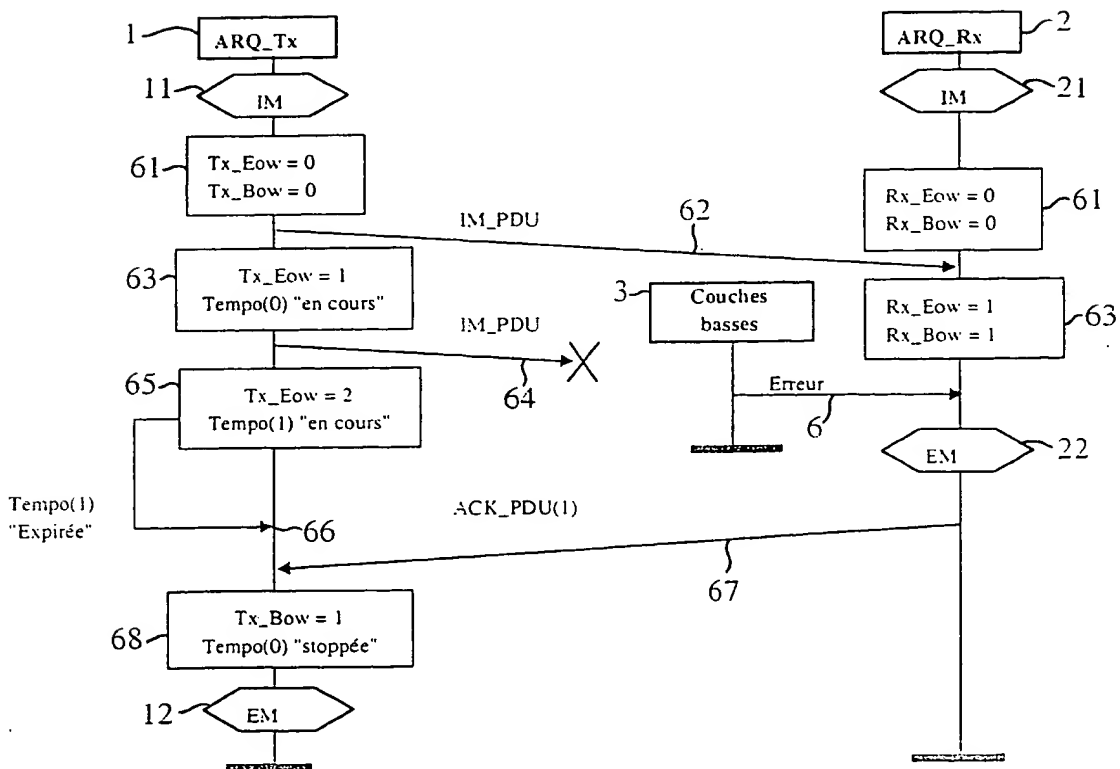 1
ARQ_Tx
2
ARQ_Rx
11
IM
21
IM
61
Tx_Eow = 0
Tx_Bow = 0
Rx_Eow = 0
Rx_Bow = 0
61
IM_PDU
62
63
Tx_Eow = 1
Tempo(0) "en cours"
3
Couches
basses
Rx_Eow = 1
Rx_Bow = 1
63
IM_PDU
64
65
Tx_Eow = 2
Tempo(1) "en cours"
Erreur
6
EM
22
Tempo(1)
"Expirée"
66
ACK_PDU(1)
67
68
Tx_Bow = 1
Tempo(0) "stoppée"
12
EM